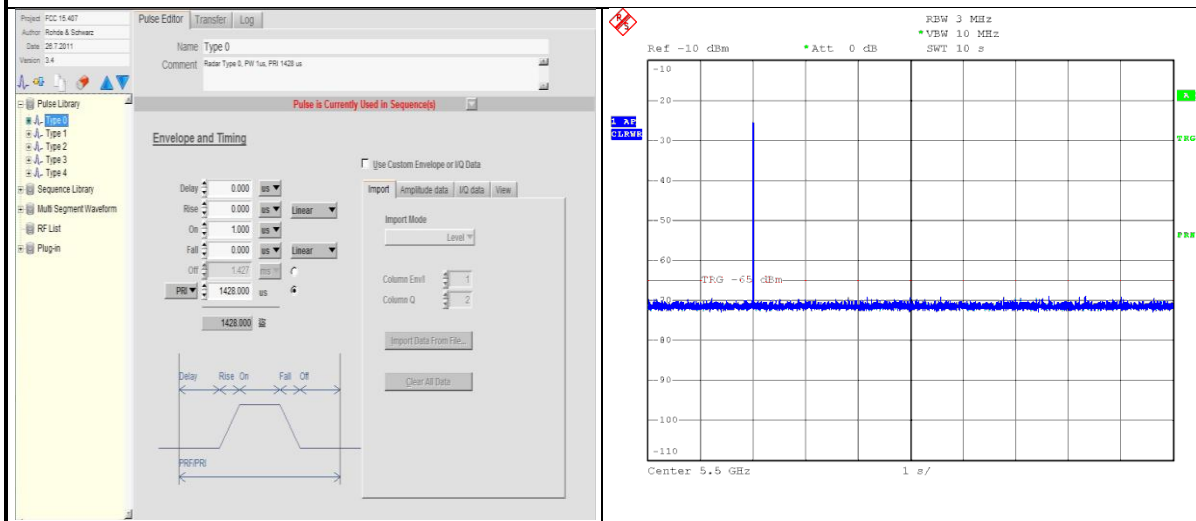 Project FCC 15.407
Author Rohde & Schwarz
Date 26.7.2011
Version 3.4
Pulse Library
Type 0
Type 1
Type 2
Type 3
Type 4
Sequence Library
Multi Segment Waveform
RF List
Plug-in
Pulse Editor Transfer Log
Name Type 0
Comment Radar Type 0, PW 1us, PRI 1428 us
Pulse is Currently Used in Sequence(s)
Envelope and Timing
Delay 0.000 us
Rise 0.000 us Linear
On 1.000 us
Fall 0.000 us Linear
Off 1.427 ms
PRI 1428.000 us
1428.000
Use Custom Envelope or I/Q Data
Import Amplitude data I/Q data View
Import Mode
Level
Column Env/I 1
Column Q 2
Import Data From File...
Clear All Data
Delay Rise On Fall Off
PRF/PRI
R S
RBW 3 MHz
*VBW 10 MHz
Ref -10 dBm *Att 0 dB SWT 10 s
1 AP
CLRWR
A
TRG
PRN
-10
-20
-30
-40
-50
-60
TRG -65 dBm
-70
-80
-90
-100
-110
Center 5.5 GHz 1 s/